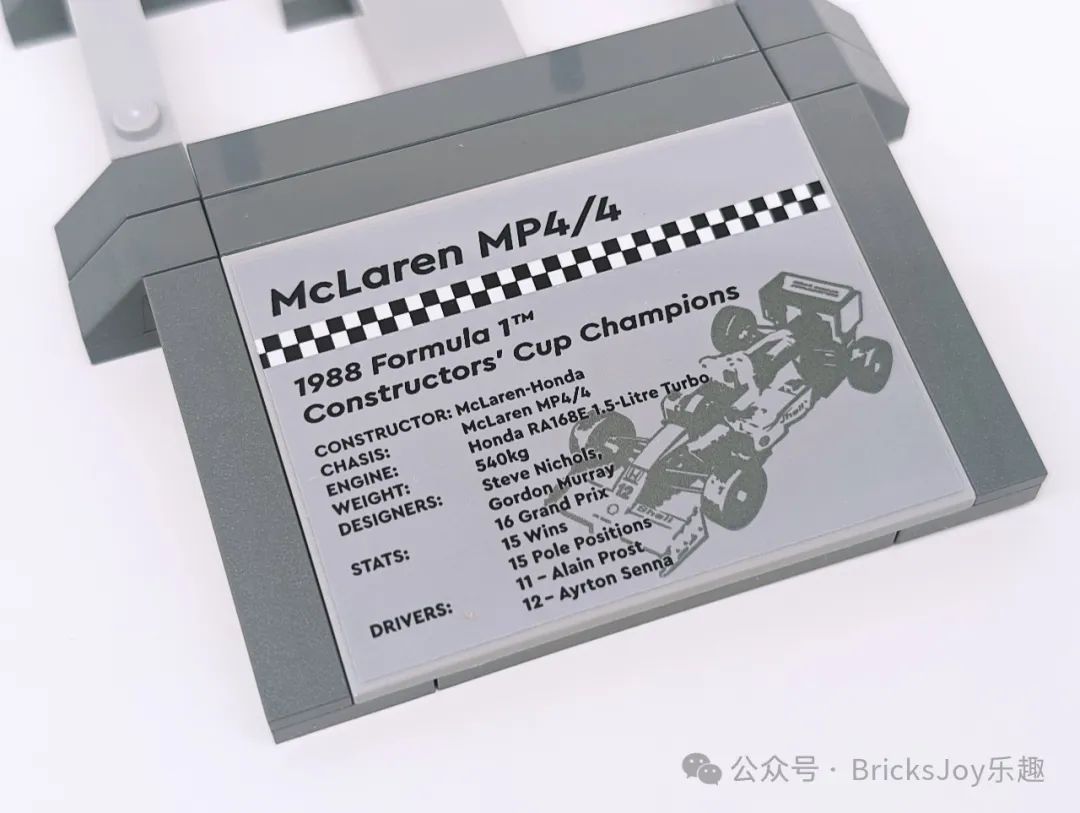 McLaren MP4/4
1988 Formula 1™
Constructors' Cup Champions
CONSTRUCTOR: McLaren-Honda
CHASIS: McLaren MP4/4
ENGINE: Honda RA168E 1.5-Litre Turbo
WEIGHT: 540kg
DESIGNERS: Steve Nichols,
Gordon Murray
STATS: 16 Grand Prix
15 Wins
15 Pole Positions
DRIVERS: 11 – Alain Prost
12 – Ayrton Senna
12
Shell
Shell
公众号 · BricksJoy乐趣